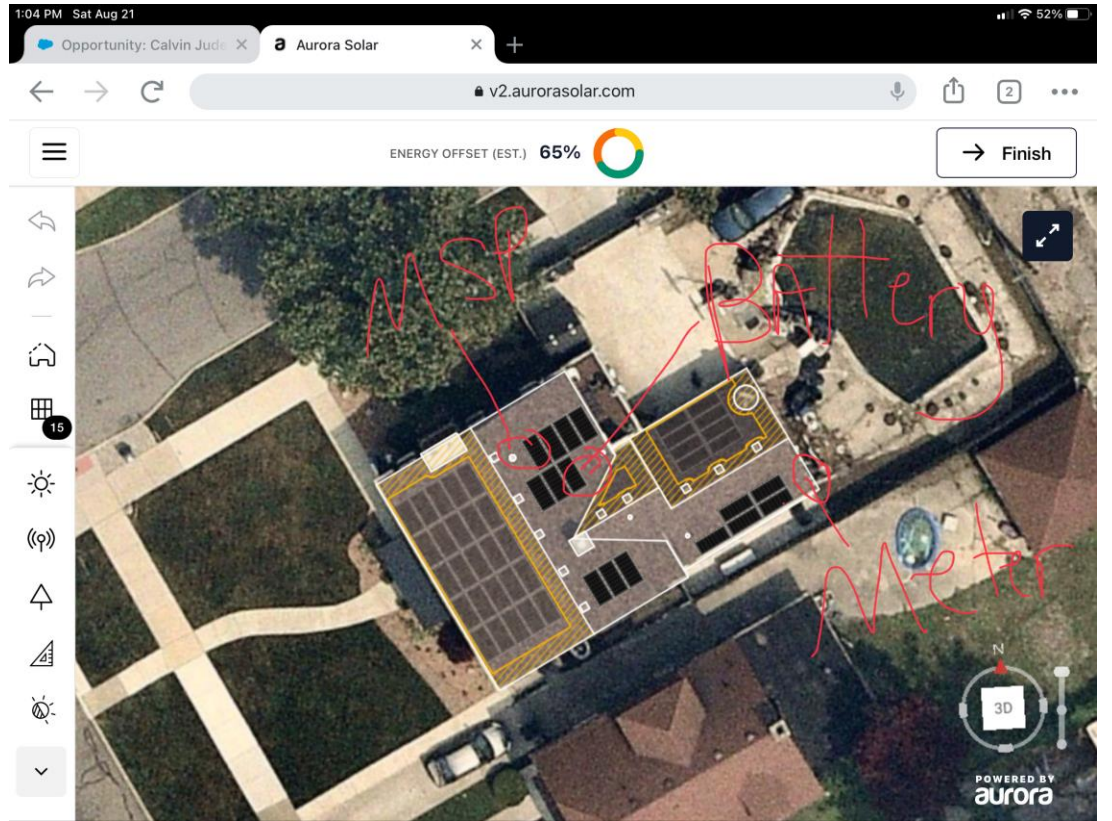 1:04 PM Sat Aug 21 52%
Opportunity: Calvin Jude
a Aurora Solar
v2.aurorasolar.com 2
ENERGY OFFSET (EST.) 65%
Finish
15
MSP
Battery
Meter
N
3D
POWERED BY
aurora